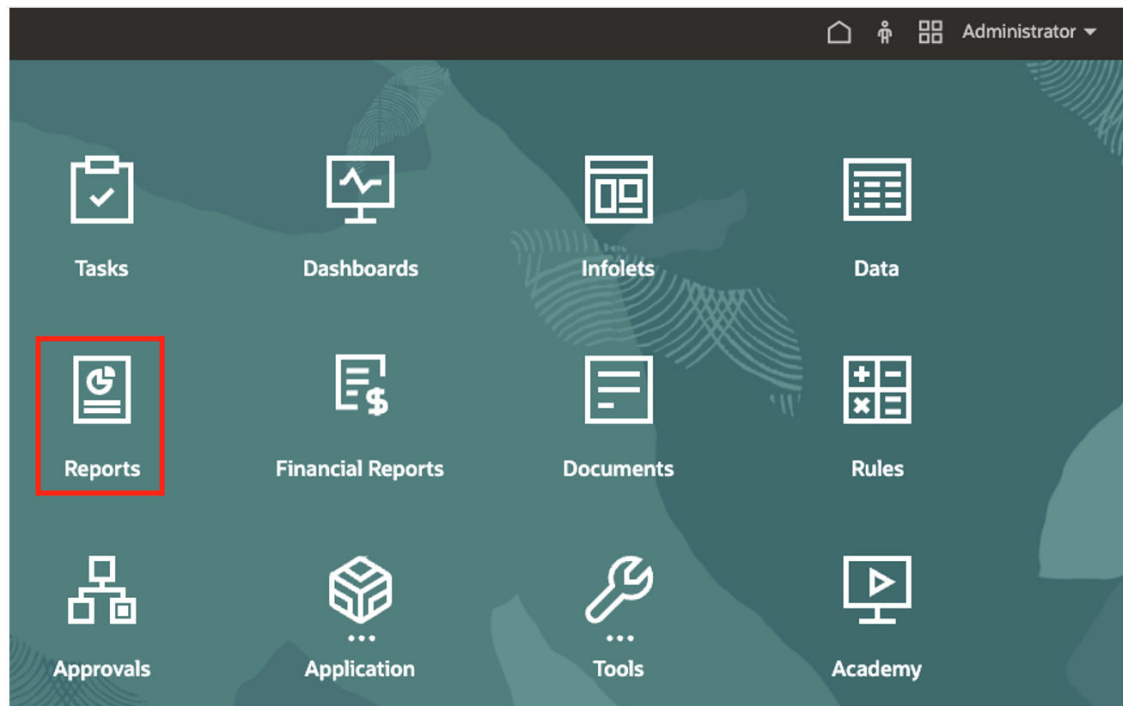 Administrator
Tasks
Dashboards
Infolets
Data
Reports
Financial Reports
Documents
Rules
Approvals
Application
Tools
Academy